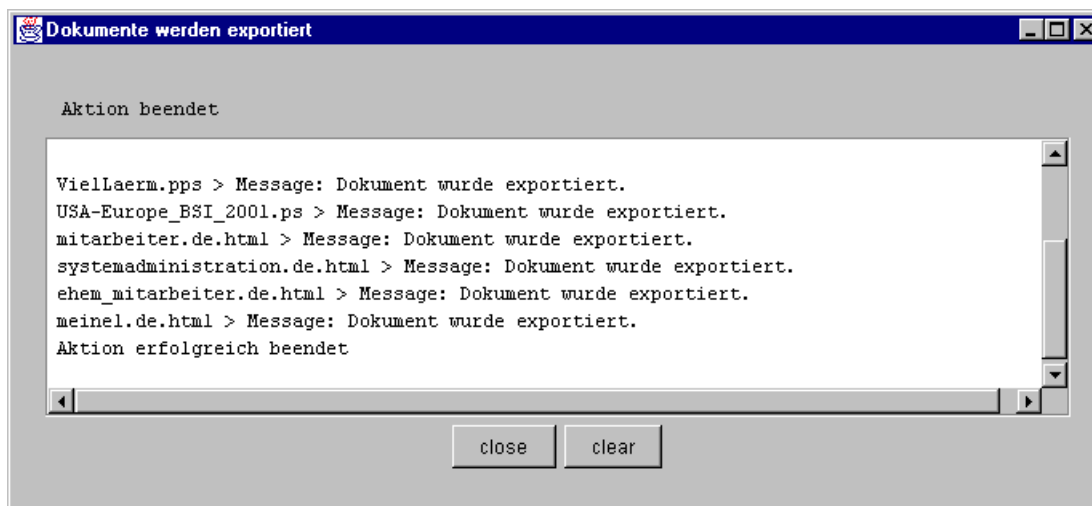 Dokumente werden exportiert
Aktion beendet
VielLaerm.pps > Message: Dokument wurde exportiert.
USA-Europe_BSI_2001.ps > Message: Dokument wurde exportiert.
mitarbeiter.de.html > Message: Dokument wurde exportiert.
systemadministration.de.html > Message: Dokument wurde exportiert.
ehem_mitarbeiter.de.html > Message: Dokument wurde exportiert.
meinel.de.html > Message: Dokument wurde exportiert.
Aktion erfolgreich beendet
close clear